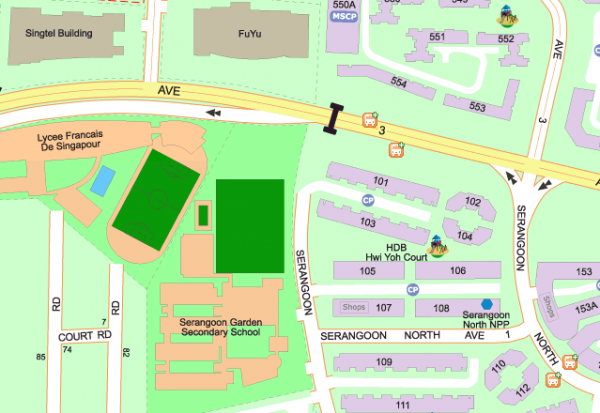 550A
MSCP
Singtel Building
FuYu
551
552
554
553
AVE
3
AVE
3
Lycee Francais
De Singapour
101
CP
102
103
104
HDB
Hwi Yoh Court
SERANGOON
SERANGOON
105
106
153
CP
Shops
107
108
Serangoon
North NPP
Shops
153A
RD
RD
7
COURT RD
74
85
82
Serangoon Garden
Secondary School
SERANGOON NORTH AVE 1
NORTH
109
110
112
111